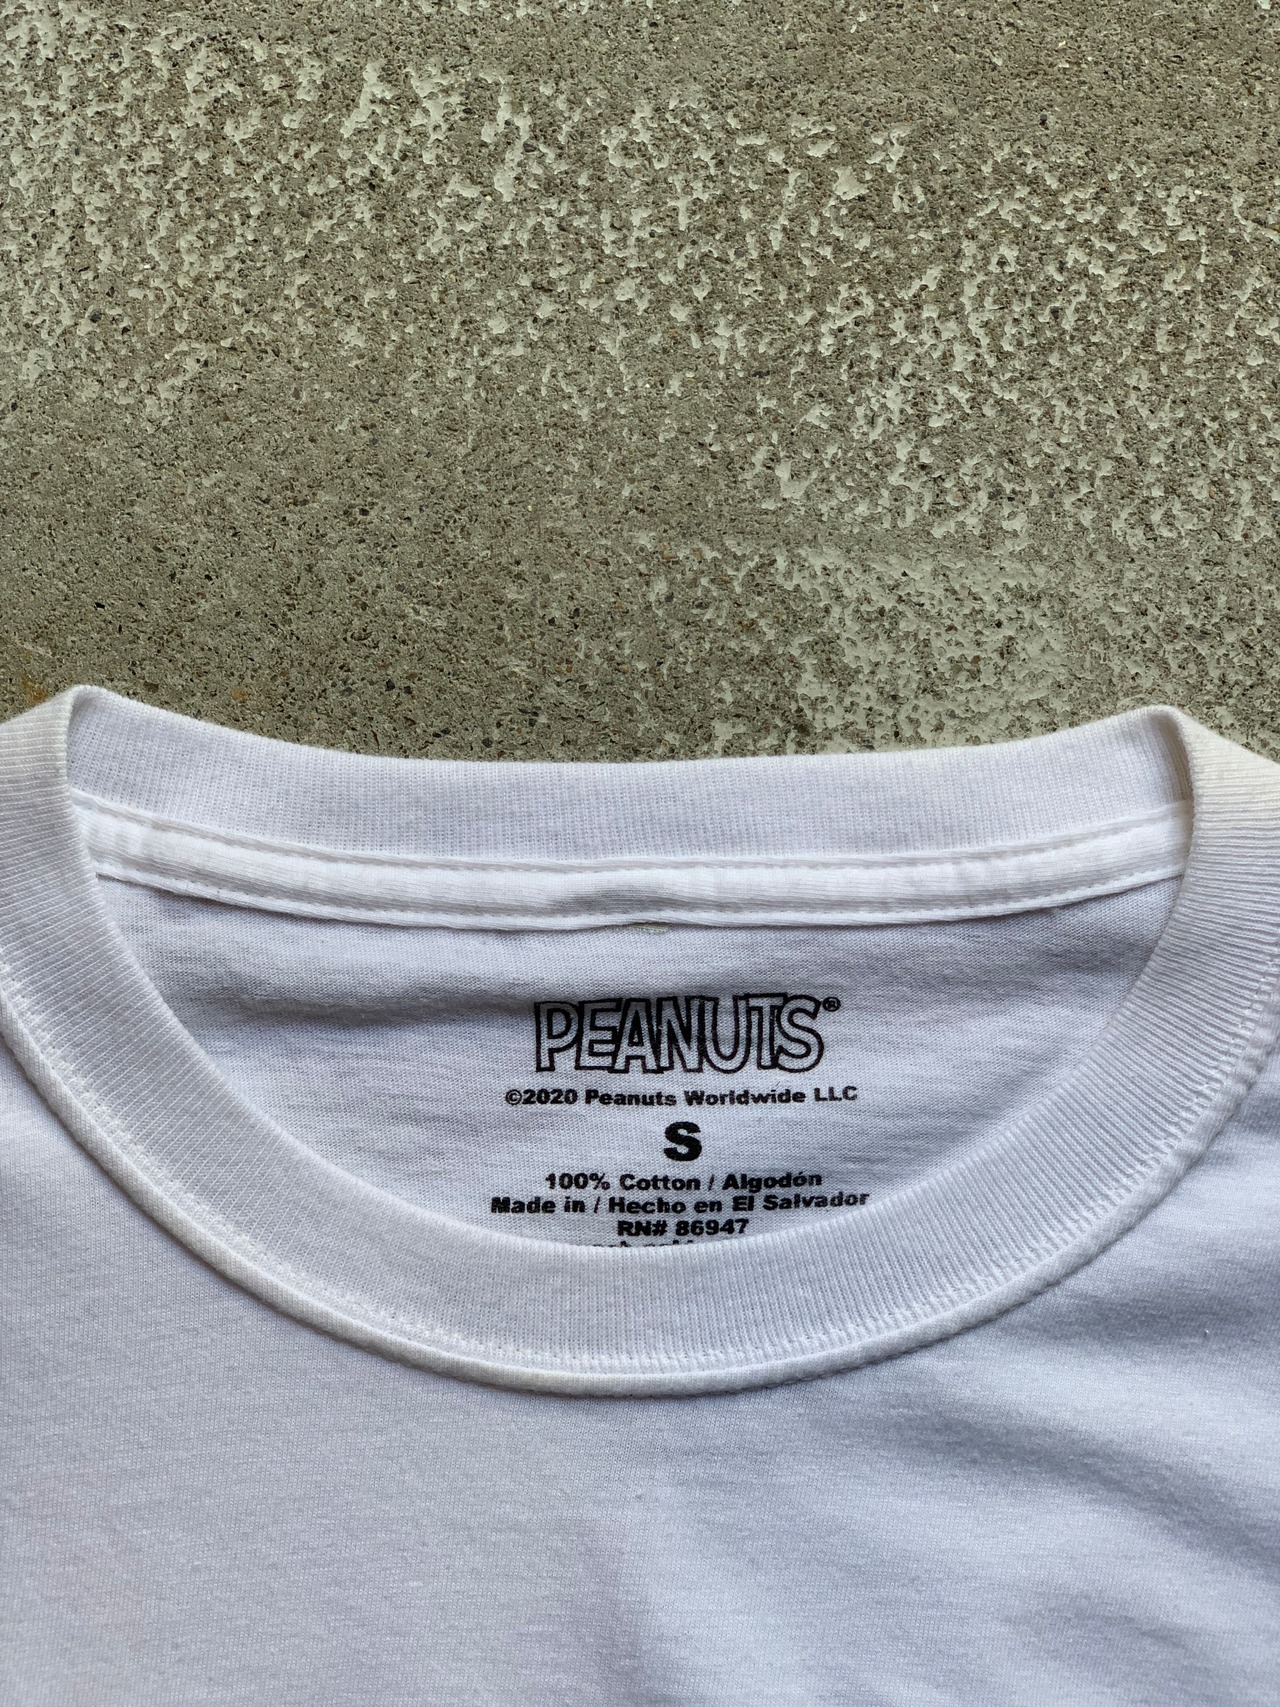 PEANUTS®
©2020 Peanuts Worldwide LLC
S
100% Cotton / Algodón
Made in / Hecho en El Salvador
RN# 86947